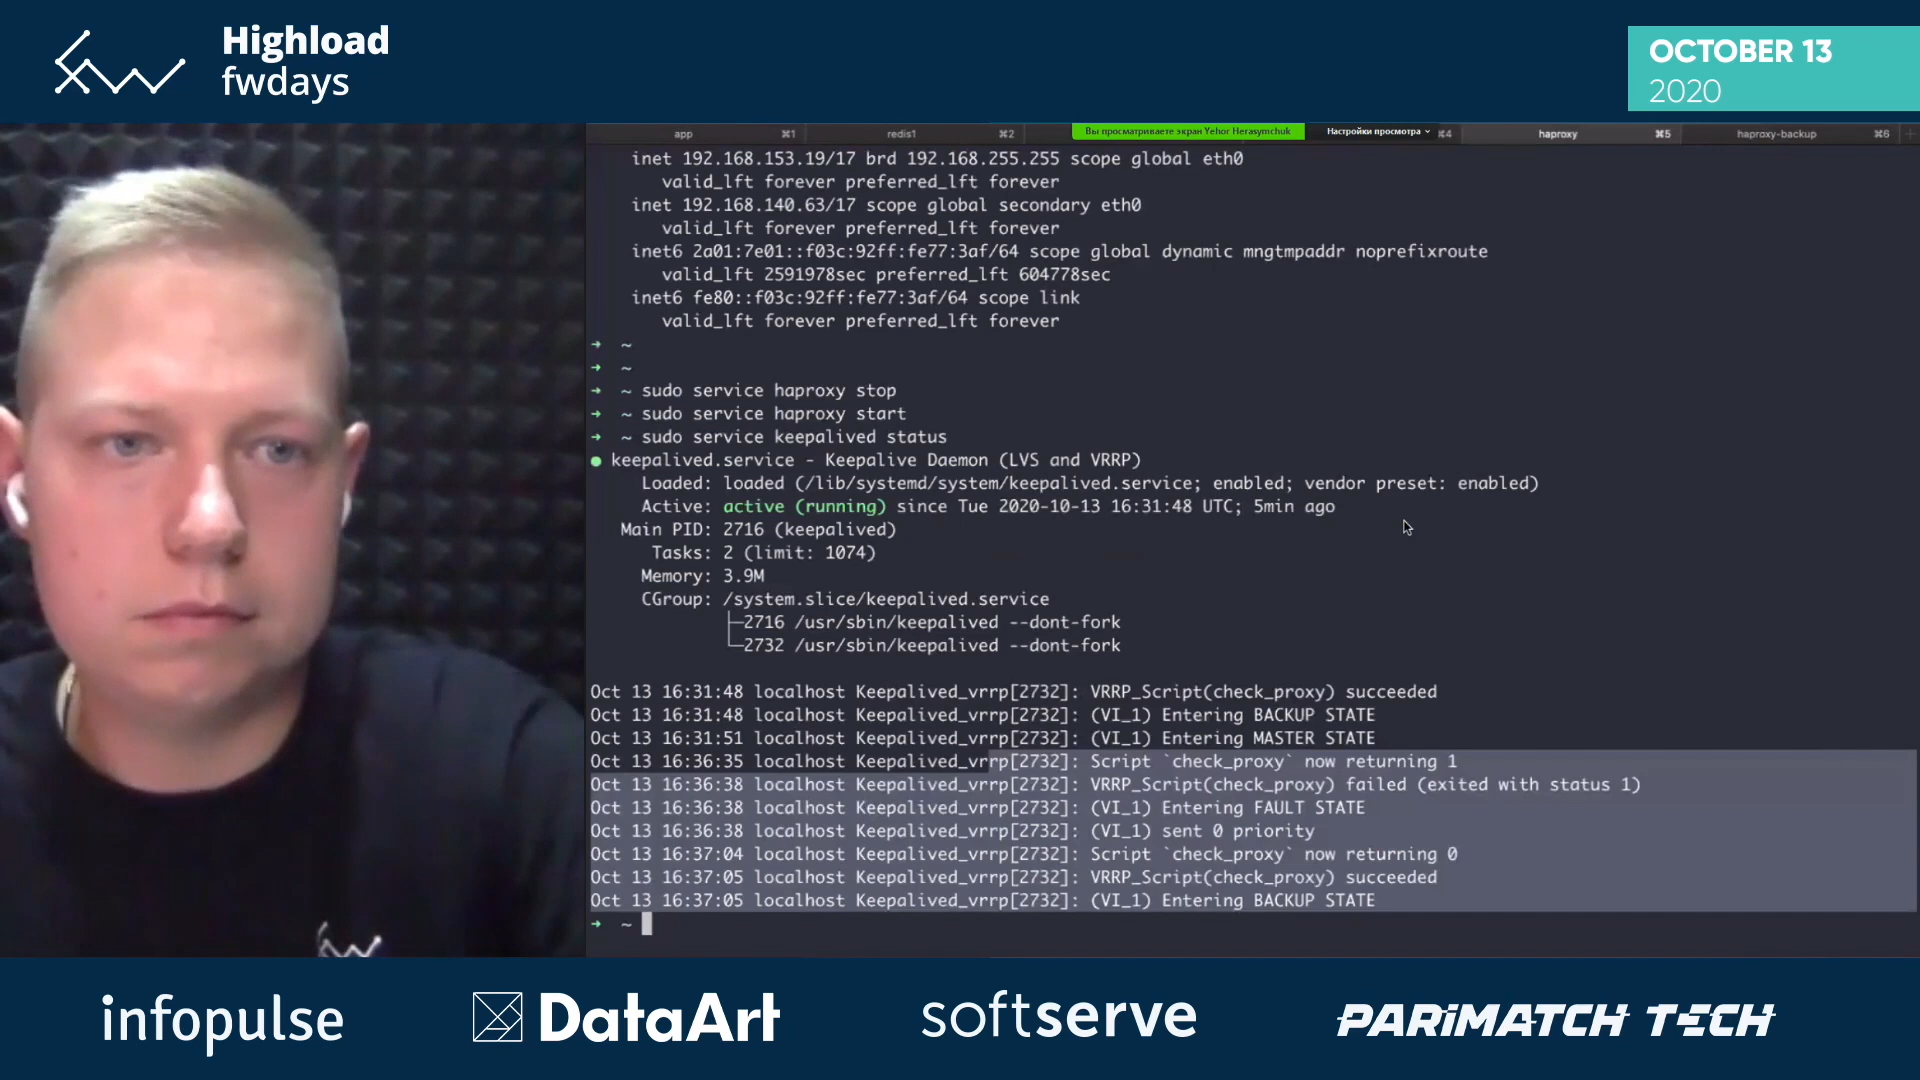 Highload
fwdays
OCTOBER 13
2020
app ⌘1 redis1 ⌘2 Вы просматриваете экран Yehor Herasymchuk Настройки просмотра ⌘4 haproxy ⌘5 haproxy-backup ⌘6
inet 192.168.153.19/17 brd 192.168.255.255 scope global eth0
valid_lft forever preferred_lft forever
inet 192.168.140.63/17 scope global secondary eth0
valid_lft forever preferred_lft forever
inet6 2a01:7e01::f03c:92ff:fe77:3af/64 scope global dynamic mngtmpaddr noprefixroute
valid_lft 2591978sec preferred_lft 604778sec
inet6 fe80::f03c:92ff:fe77:3af/64 scope link
valid_lft forever preferred_lft forever
→ ~
→ ~
→ ~ sudo service haproxy stop
→ ~ sudo service haproxy start
→ ~ sudo service keepalived status
● keepalived.service - Keepalive Daemon (LVS and VRRP)
Loaded: loaded (/lib/systemd/system/keepalived.service; enabled; vendor preset: enabled)
Active: active (running) since Tue 2020-10-13 16:31:48 UTC; 5min ago
Main PID: 2716 (keepalived)
Tasks: 2 (limit: 1074)
Memory: 3.9M
CGroup: /system.slice/keepalived.service
├─2716 /usr/sbin/keepalived --dont-fork
└─2732 /usr/sbin/keepalived --dont-fork
Oct 13 16:31:48 localhost Keepalived_vrrp[2732]: VRRP_Script(check_proxy) succeeded
Oct 13 16:31:48 localhost Keepalived_vrrp[2732]: (VI_1) Entering BACKUP STATE
Oct 13 16:31:51 localhost Keepalived_vrrp[2732]: (VI_1) Entering MASTER STATE
Oct 13 16:36:35 localhost Keepalived_vrrp[2732]: Script `check_proxy` now returning 1
Oct 13 16:36:38 localhost Keepalived_vrrp[2732]: VRRP_Script(check_proxy) failed (exited with status 1)
Oct 13 16:36:38 localhost Keepalived_vrrp[2732]: (VI_1) Entering FAULT STATE
Oct 13 16:36:38 localhost Keepalived_vrrp[2732]: (VI_1) sent 0 priority
Oct 13 16:37:04 localhost Keepalived_vrrp[2732]: Script `check_proxy` now returning 0
Oct 13 16:37:05 localhost Keepalived_vrrp[2732]: VRRP_Script(check_proxy) succeeded
Oct 13 16:37:05 localhost Keepalived_vrrp[2732]: (VI_1) Entering BACKUP STATE
→ ~
infopulse DataArt softserve PARIMATCH TECH